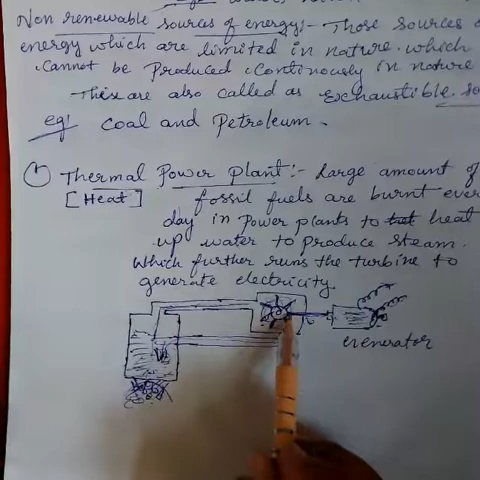 Non renewable sources of energy:- Those sources
energy which are limited in nature. which
cannot be Produced continously in nature
These are also called as Exhaustible.
eg: Coal and Petroleum.
1 Thermal Power plant:- Large amount of
[Heat] fossil fuels are burnt ever
day in Power plants to heat
up water to produce steam.
Which further runs the turbine to
generate electricity.
Generator